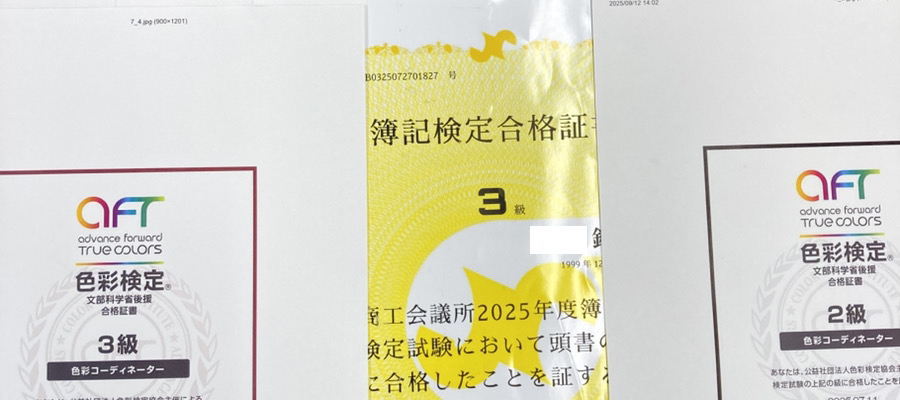 7_4.jpg (900×1201)
aFT
advance forward
TRUE COLORS
色彩検定®
文部科学省後援
合格証書
3級
色彩コーディネーター
B0325072701827 号
簿記検定合格証
3級
1999年12
商工会議所2025年度簿
検定試験において頭書の
に合格したことを証する
2025/09/12 14:02
aFT
advance forward
TRUE COLORS
色彩検定®
文部科学省後援
合格証書
2級
色彩コーディネーター
あなたは、公益社団法人色彩検定協会主
検定試験の上記の級に合格したことを